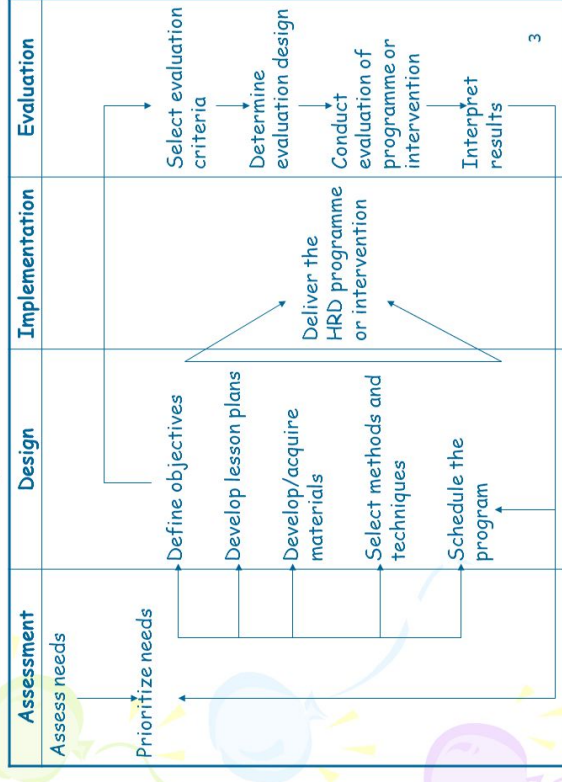 Assessment
Design
Implementation
Evaluation
Assess needs
Prioritize needs
Define objectives
Develop lesson plans
Develop/acquire
materials
Select methods and
techniques
Schedule the
program
Deliver the
HRD programme
or intervention
Select evaluation
criteria
Determine
evaluation design
Conduct
evaluation of
programme or
intervention
Interpret
results
3